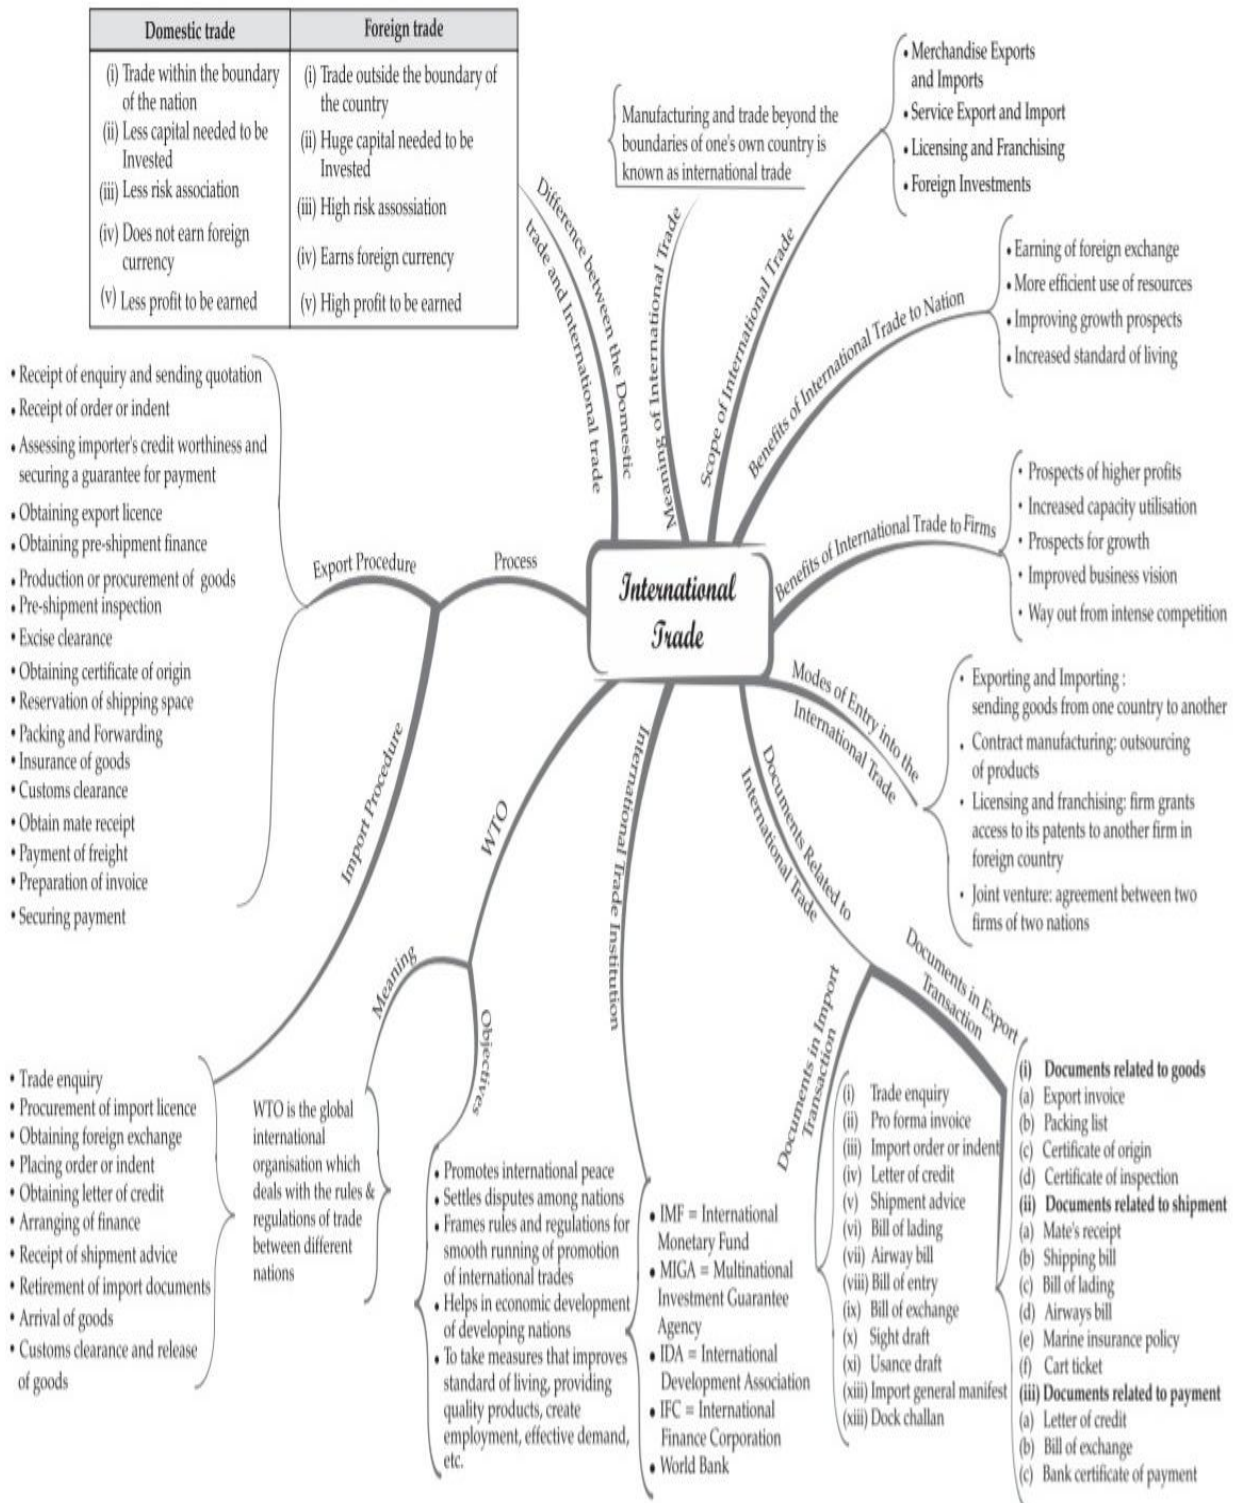 Domestic trade
Foreign trade
(i) Trade within the boundary
of the nation
(ii) Less capital needed to be
Invested
(iii) Less risk association
(iv) Does not earn foreign
currency
(v) Less profit to be earned
(i) Trade outside the boundary of
the country
(ii) Huge capital needed to be
Invested
(iii) High risk assossiation
(iv) Earns foreign currency
(v) High profit to be earned
Difference between the Domestic
trade and International trade
Manufacturing and trade beyond the
boundaries of one's own country is
known as international trade
Meaning of International Trade
• Merchandise Exports
and Imports
• Service Export and Import
• Licensing and Franchising
• Foreign Investments
Scope of International Trade
• Earning of foreign exchange
• More efficient use of resources
• Improving growth prospects
• Increased standard of living
Benefits of International Trade to Nation
• Prospects of higher profits
• Increased capacity utilisation
• Prospects for growth
• Improved business vision
• Way out from intense competition
Benefits of International Trade to Firms
International
Trade
Process
Export Procedure
• Receipt of enquiry and sending quotation
• Receipt of order or indent
• Assessing importer's credit worthiness and
securing a guarantee for payment
• Obtaining export licence
• Obtaining pre-shipment finance
• Production or procurement of goods
• Pre-shipment inspection
• Excise clearance
• Obtaining certificate of origin
• Reservation of shipping space
• Packing and Forwarding
• Insurance of goods
• Customs clearance
• Obtain mate receipt
• Payment of freight
• Preparation of invoice
• Securing payment
Import Procedure
• Trade enquiry
• Procurement of import licence
• Obtaining foreign exchange
• Placing order or indent
• Obtaining letter of credit
• Arranging of finance
• Receipt of shipment advice
• Retirement of import documents
• Arrival of goods
• Customs clearance and release
of goods
WTO
Meaning
WTO is the global
international
organisation which
deals with the rules &
regulations of trade
between different
nations
Objectives
• Promotes international peace
• Settles disputes among nations
• Frames rules and regulations for
smooth running of promotion
of international trades
• Helps in economic development
of developing nations
• To take measures that improves
standard of living, providing
quality products, create
employment, effective demand,
etc.
International Trade Institution
• IMF = International
Monetary Fund
• MIGA = Multinational
Investment Guarantee
Agency
• IDA = International
Development Association
• IFC = International
Finance Corporation
• World Bank
Modes of Entry into the
International Trade
• Exporting and Importing :
sending goods from one country to another
• Contract manufacturing: outsourcing
of products
• Licensing and franchising: firm grants
access to its patents to another firm in
foreign country
• Joint venture: agreement between two
firms of two nations
Documents Related to
International Trade
Documents in Import
Transaction
(i) Trade enquiry
(ii) Pro forma invoice
(iii) Import order or indent
(iv) Letter of credit
(v) Shipment advice
(vi) Bill of lading
(vii) Airway bill
(viii) Bill of entry
(ix) Bill of exchange
(x) Sight draft
(xi) Usance draft
(xiii) Import general manifest
(xiii) Dock challan
Documents in Export
Transaction
(i) Documents related to goods
(a) Export invoice
(b) Packing list
(c) Certificate of origin
(d) Certificate of inspection
(ii) Documents related to shipment
(a) Mate's receipt
(b) Shipping bill
(c) Bill of lading
(d) Airways bill
(e) Marine insurance policy
(f) Cart ticket
(iii) Documents related to payment
(a) Letter of credit
(b) Bill of exchange
(c) Bank certificate of payment